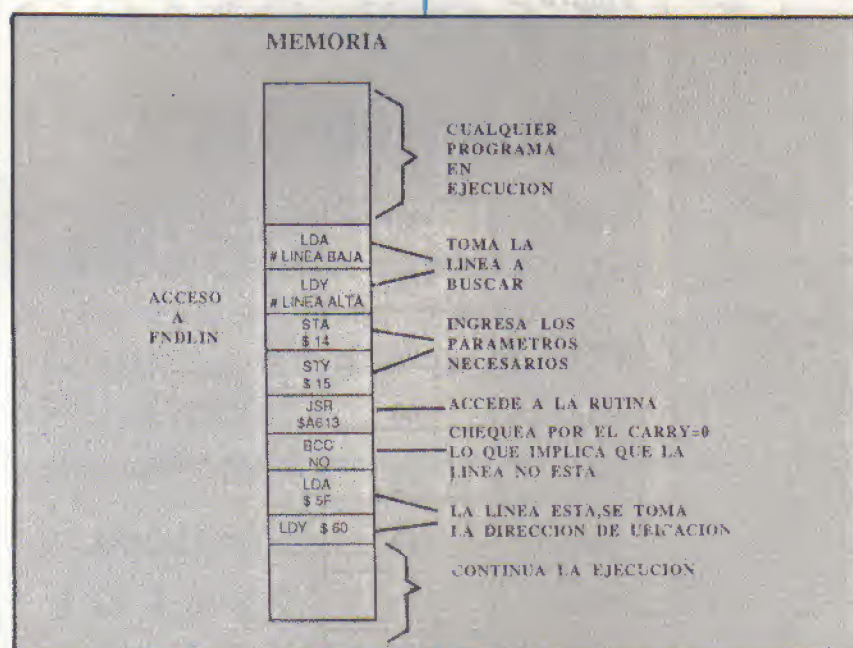 MEMORIA
CUALQUIER
PROGRAMA
EN
EJECUCION
ACCESO
A
FNDLIN
LDA
# LINEA BAJA
LDY
# LINEA ALTA
TOMA LA
LINEA A
BUSCAR
STA
$ 14
STY
$ 15
INGRESA LOS
PARAMETROS
NECESARIOS
JSR
$A613
ACCEDE A LA RUTINA
BCC
NO
CHEQUEA POR EL CARRY=0
LO QUE IMPLICA QUE LA
LINEA NO ESTA
LDA
$ 5F
LDY $ 60
LA LINEA ESTA,SE TOMA
LA DIRECCION DE UBICACION
CONTINUA LA EJECUCION